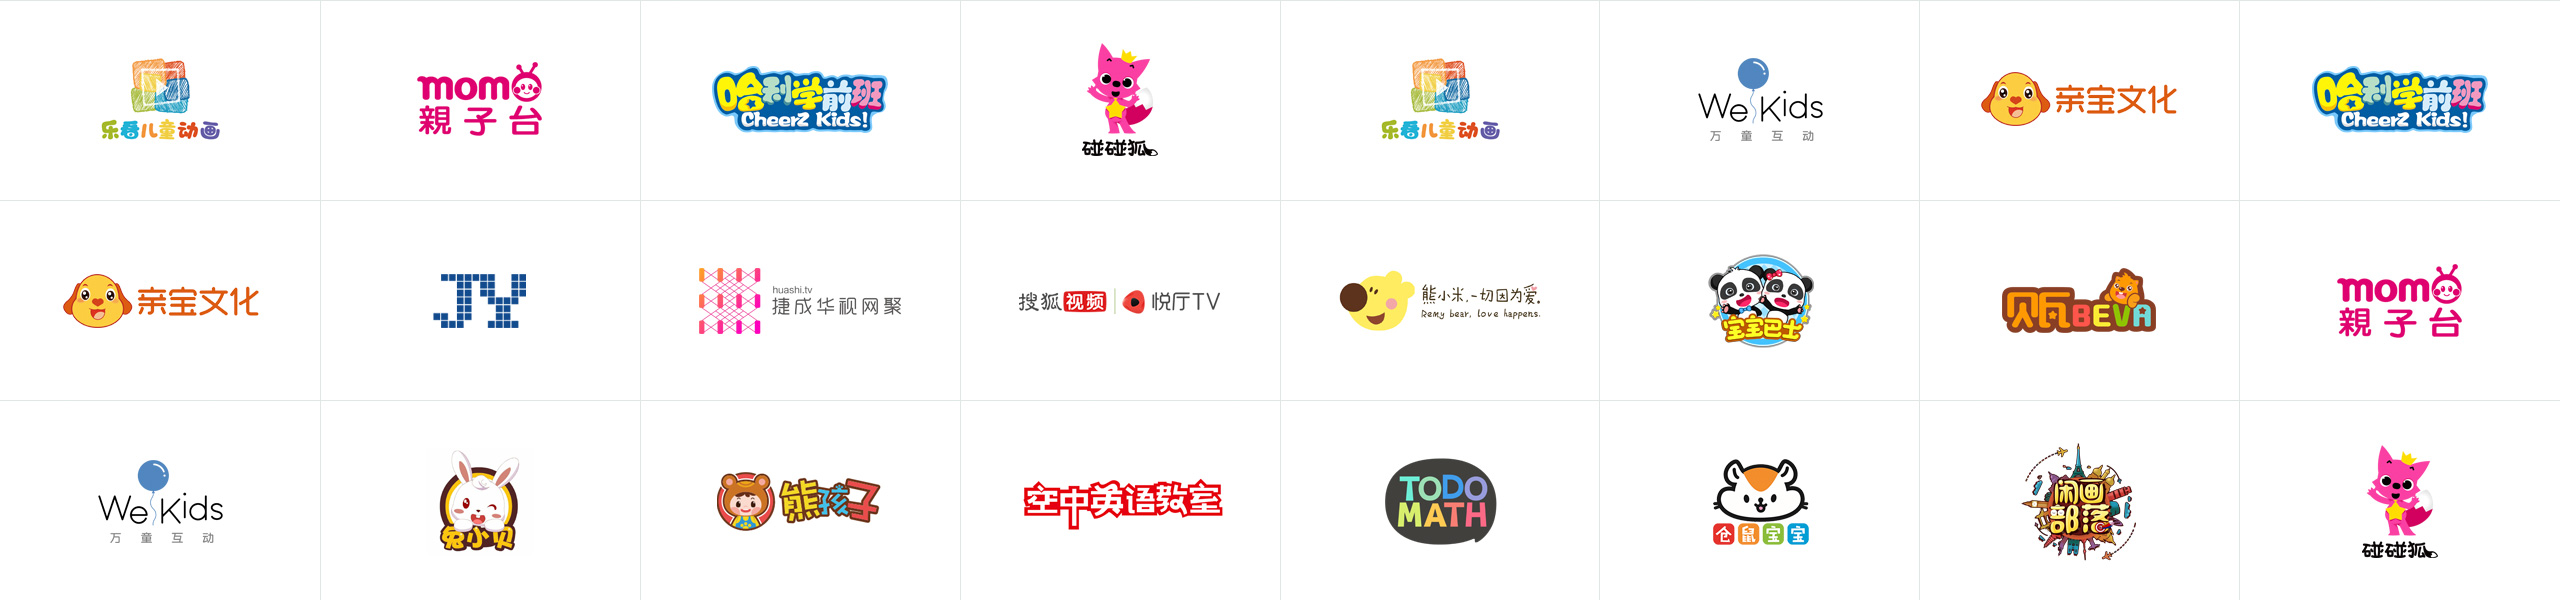 乐看儿童动画
momo
親子台
哈利学前班
CheerZ Kids!
碰碰狐
乐看儿童动画
We Kids
万童互动
亲宝文化
哈利学前班
CheerZ Kids!
亲宝文化
JY
huashi.tv
捷成华视网聚
搜狐视频 悦厅TV
熊小米,一切因为爱。
Remy bear, love happens.
宝宝巴士
贝瓦BEVA
momo
親子台
We Kids
万童互动
兔小贝
熊孩子
空中英语教室
TODO
MATH
仓鼠宝宝
闹画
部落
碰碰狐